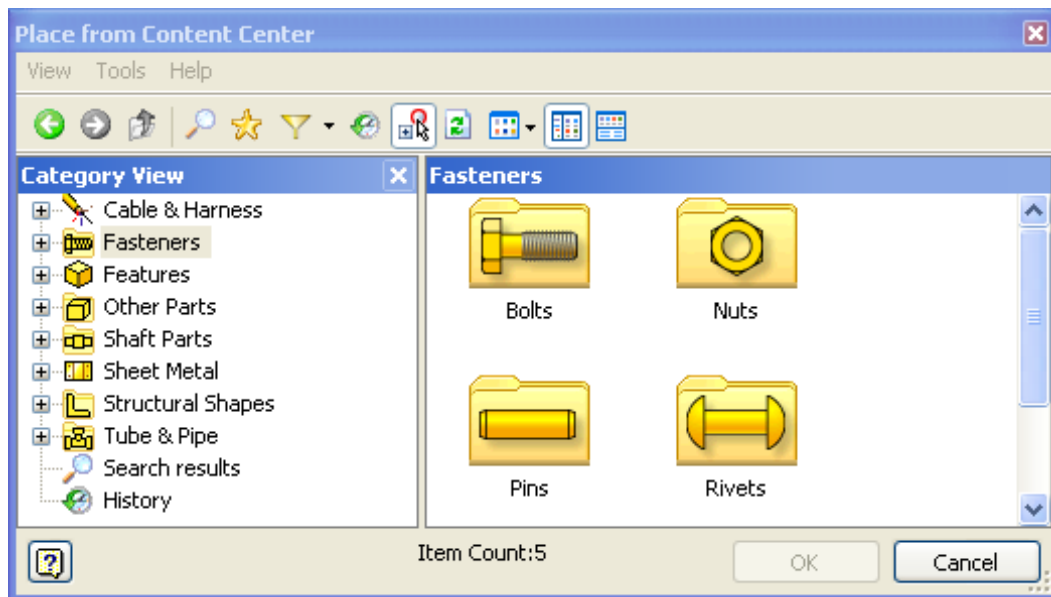 Place from Content Center
View Tools Help
Category View
Cable & Harness
Fasteners
Features
Other Parts
Shaft Parts
Sheet Metal
Structural Shapes
Tube & Pipe
Search results
History
Fasteners
Bolts Nuts
Pins Rivets
Item Count:5
OK Cancel